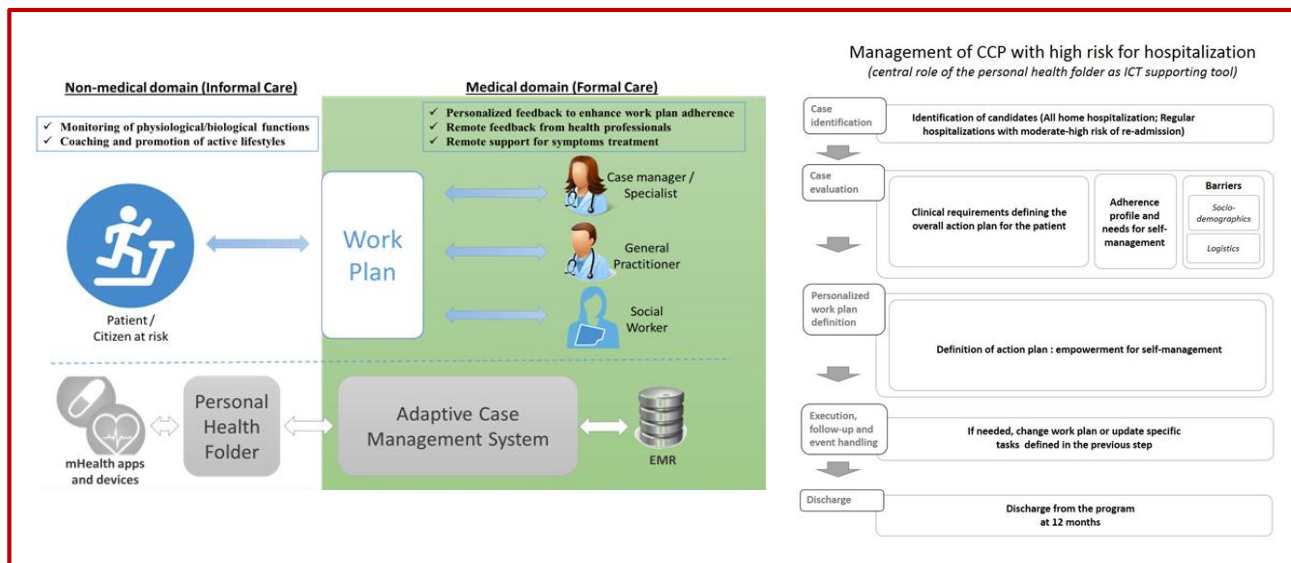 Non-medical domain (Informal Care)
✓ Monitoring of physiological/biological functions
✓ Coaching and promotion of active lifestyles
Medical domain (Formal Care)
✓ Personalized feedback to enhance work plan adherence
✓ Remote feedback from health professionals
✓ Remote support for symptoms treatment
Patient /
Citizen at risk
Work
Plan
Case manager /
Specialist
General
Practitioner
Social
Worker
mHealth apps
and devices
Personal
Health
Folder
Adaptive Case
Management System
EMR
Management of CCP with high risk for hospitalization
(central role of the personal health folder as ICT supporting tool)
Case
identification
Identification of candidates (All home hospitalization; Regular
hospitalizations with moderate-high risk of re-admission)
Case
evaluation
Clinical requirements defining the
overall action plan for the patient
Adherence
profile and
needs for self-
management
Barriers
Socio-
demographics
Logistics
Personalized
work plan
definition
Definition of action plan : empowerment for self-management
Execution,
follow-up and
event handling
If needed, change work plan or update specific
tasks defined in the previous step
Discharge
Discharge from the program
at 12 months